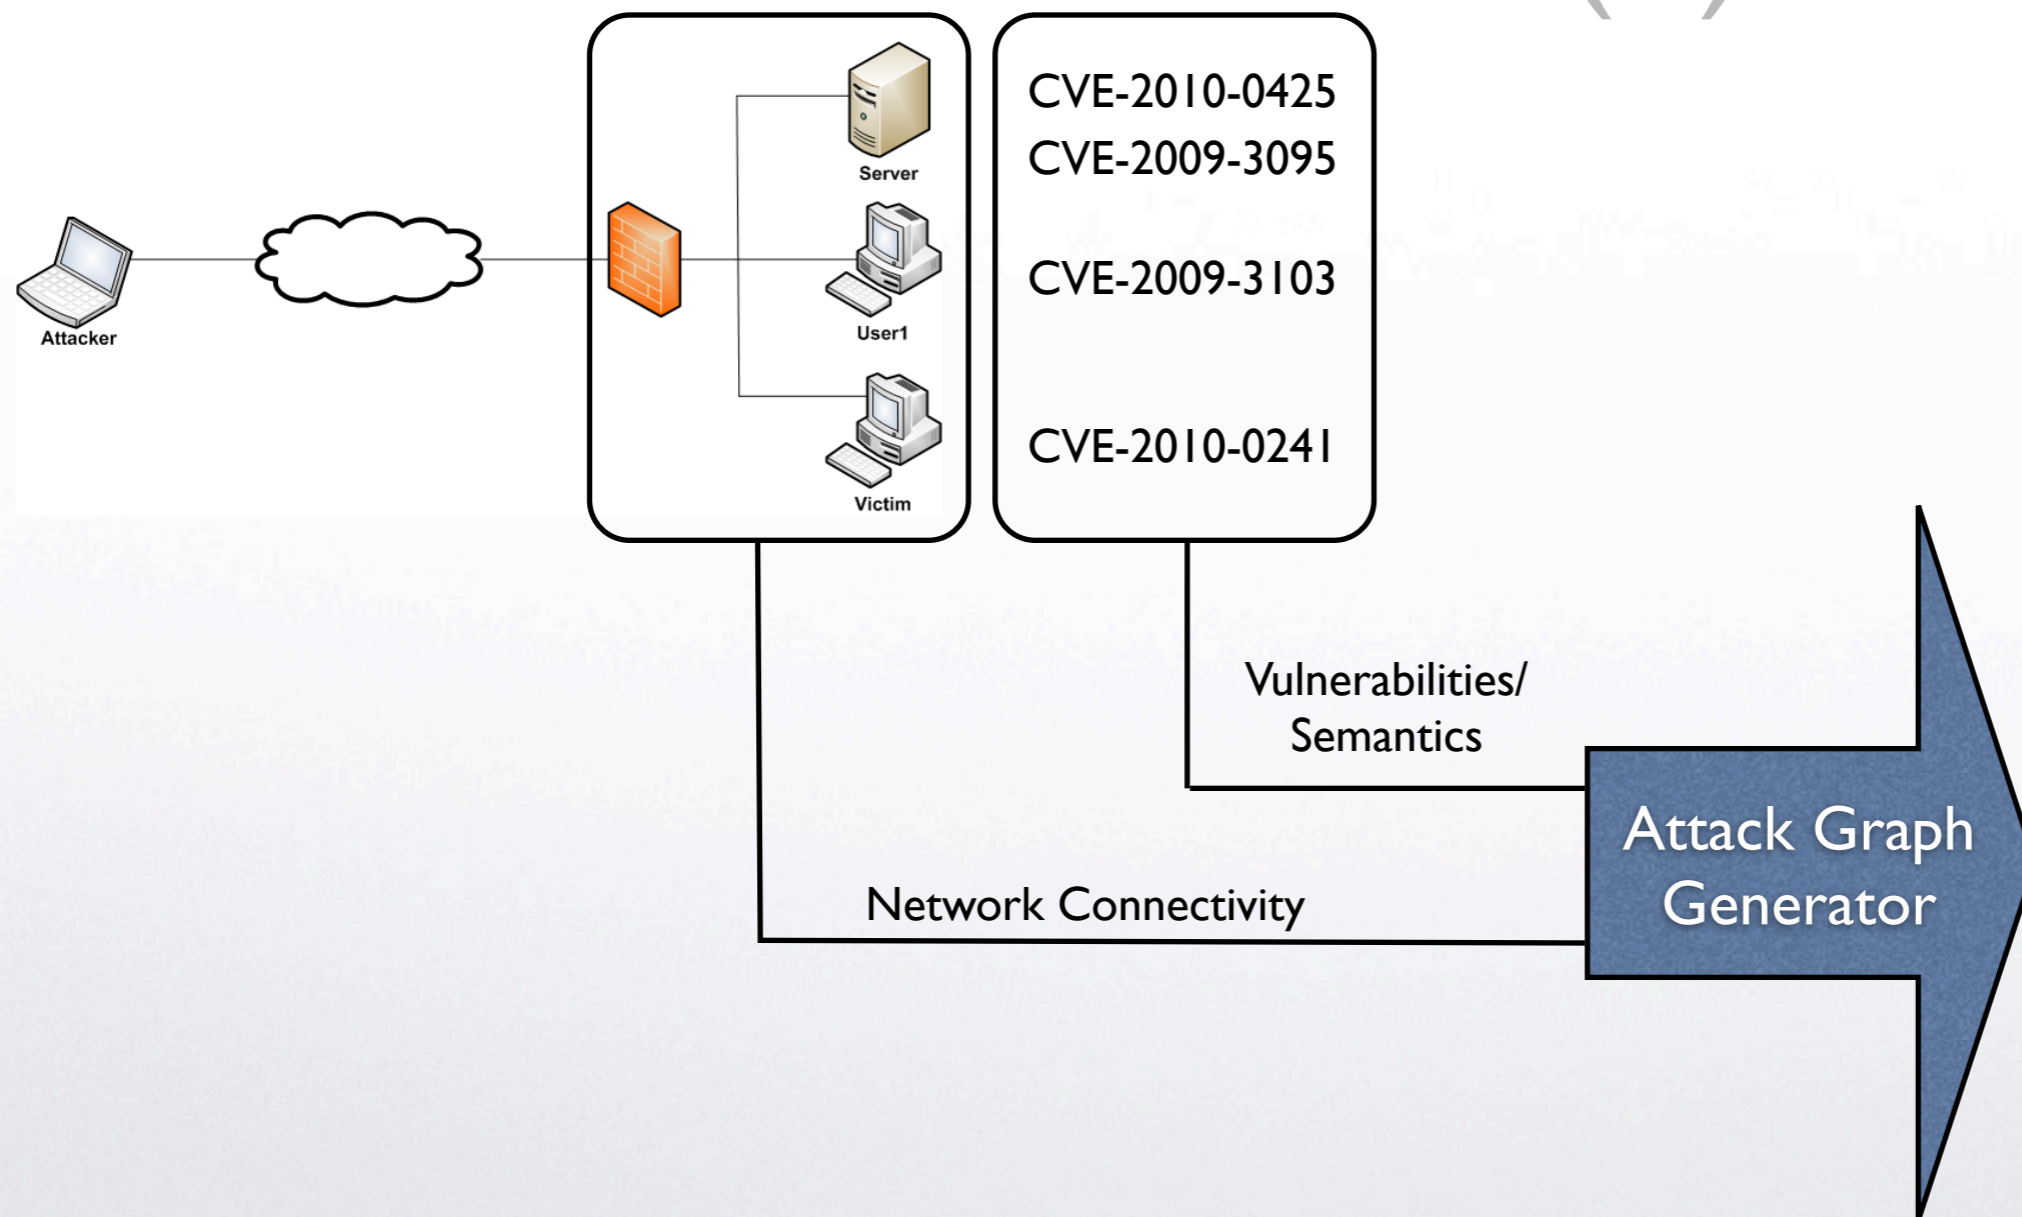 CVE-2010-0425
CVE-2009-3095
Server
CVE-2009-3103
Attacker
User1
CVE-2010-0241
Victim
Vulnerabilities/
Semantics
Attack Graph
Generator
Network Connectivity